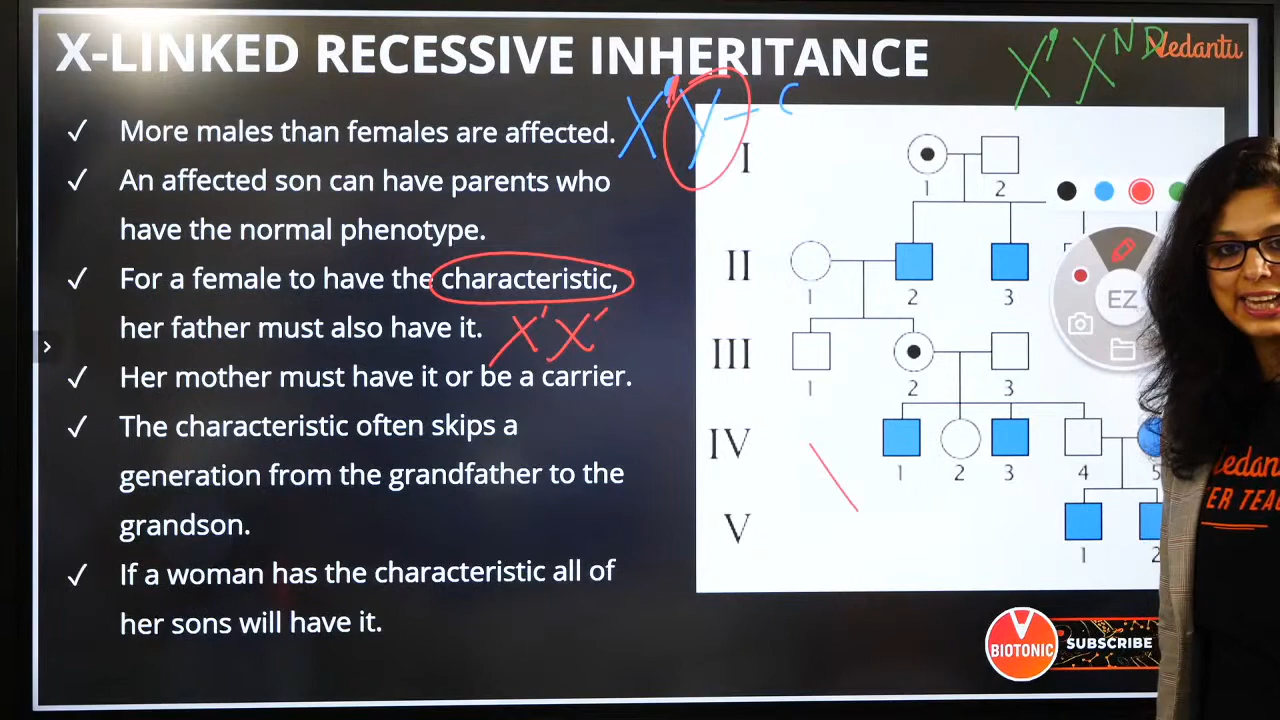 X-LINKED RECESSIVE INHERITANCE
X' X^ND
Vedantu
✓ More males than females are affected.
X' Y - C
✓ An affected son can have parents who
have the normal phenotype.
✓ For a female to have the characteristic,
her father must also have it.
X' X'
✓ Her mother must have it or be a carrier.
✓ The characteristic often skips a
generation from the grandfather to the
grandson.
✓ If a woman has the characteristic all of
her sons will have it.
I
1 2
II
1 2 3
III
1 2 3
IV
1 2 3 4 5
V
1 2
EZ
BIOTONIC
SUBSCRIBE